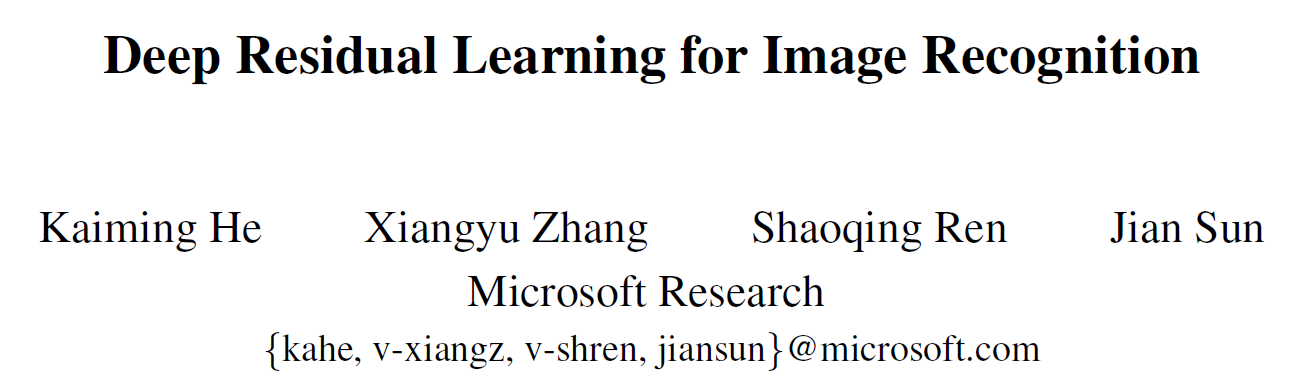 Deep Residual Learning for Image Recognition
Kaiming He Xiangyu Zhang Shaoqing Ren Jian Sun
Microsoft Research
{kahe, v-xiangz, v-shren, jiansun}@microsoft.com